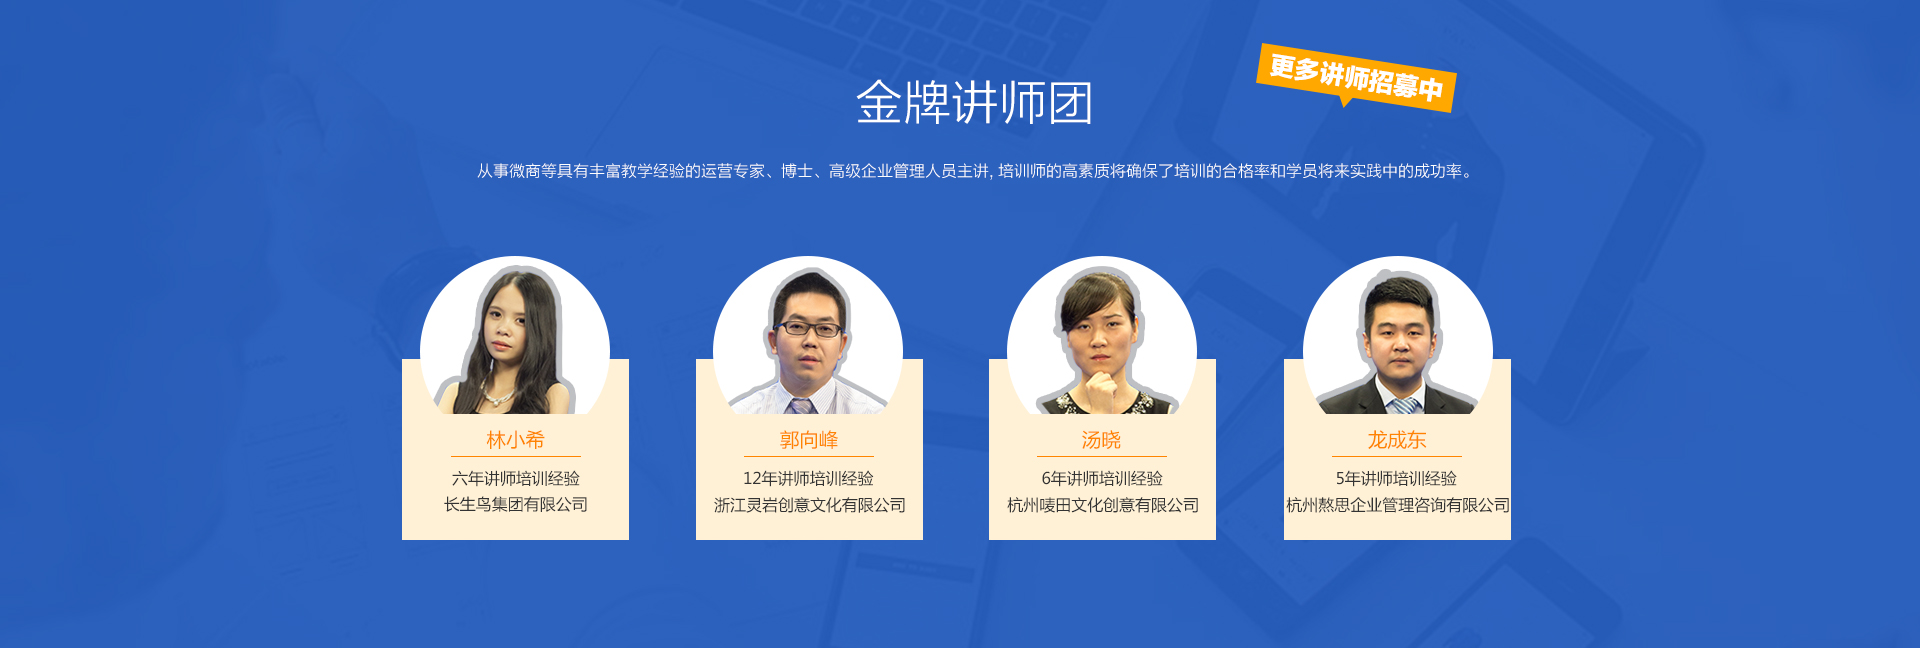 更多讲师招募中
金牌讲师团
从事微商等具有丰富教学经验的运营专家、博士、高级企业管理人员主讲, 培训师的高素质将确保了培训的合格率和学员将来实践中的成功率。
林小希
六年讲师培训经验
长生鸟集团有限公司
郭向峰
12年讲师培训经验
浙江灵岩创意文化有限公司
汤晓
6年讲师培训经验
杭州唛田文化创意有限公司
龙成东
5年讲师培训经验
杭州熬思企业管理咨询有限公司